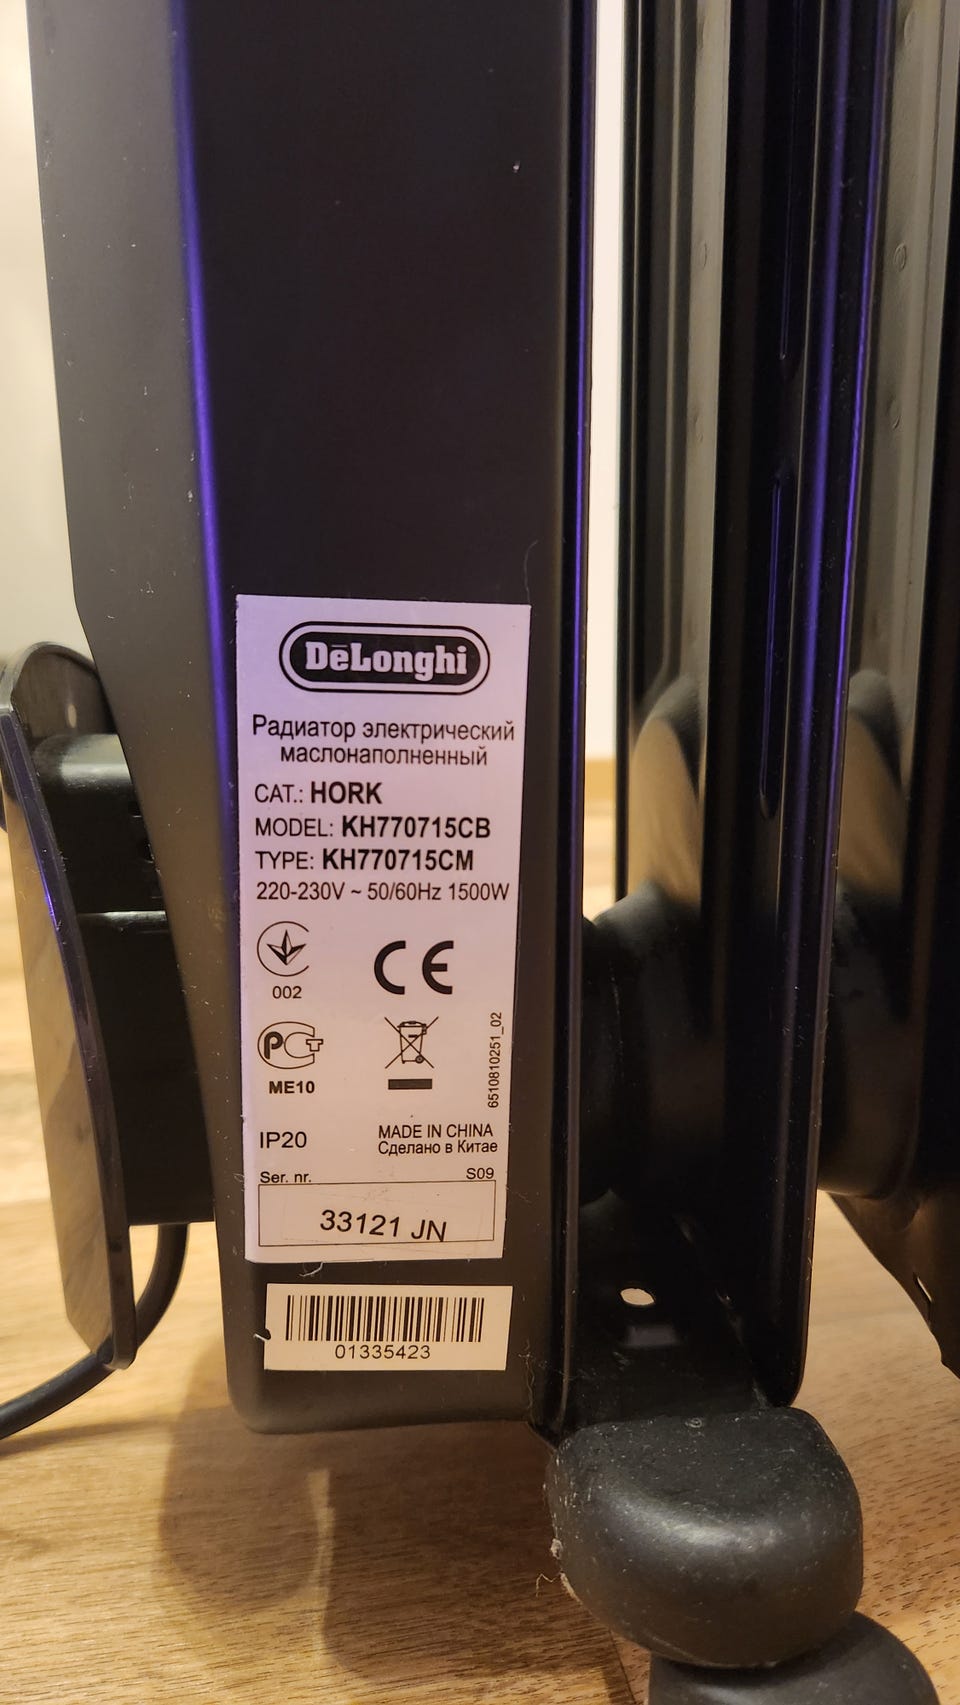 DeLonghi
Радиатор электрический
маслонаполненный
CAT.: HORK
MODEL: KH770715CB
TYPE: KH770715CM
220-230V ~ 50/60Hz 1500W
002
CE
РСТ
ME10
6510810251_02
IP20
MADE IN CHINA
Сделано в Китае
Ser. nr.
S09
33121 JN
01335423